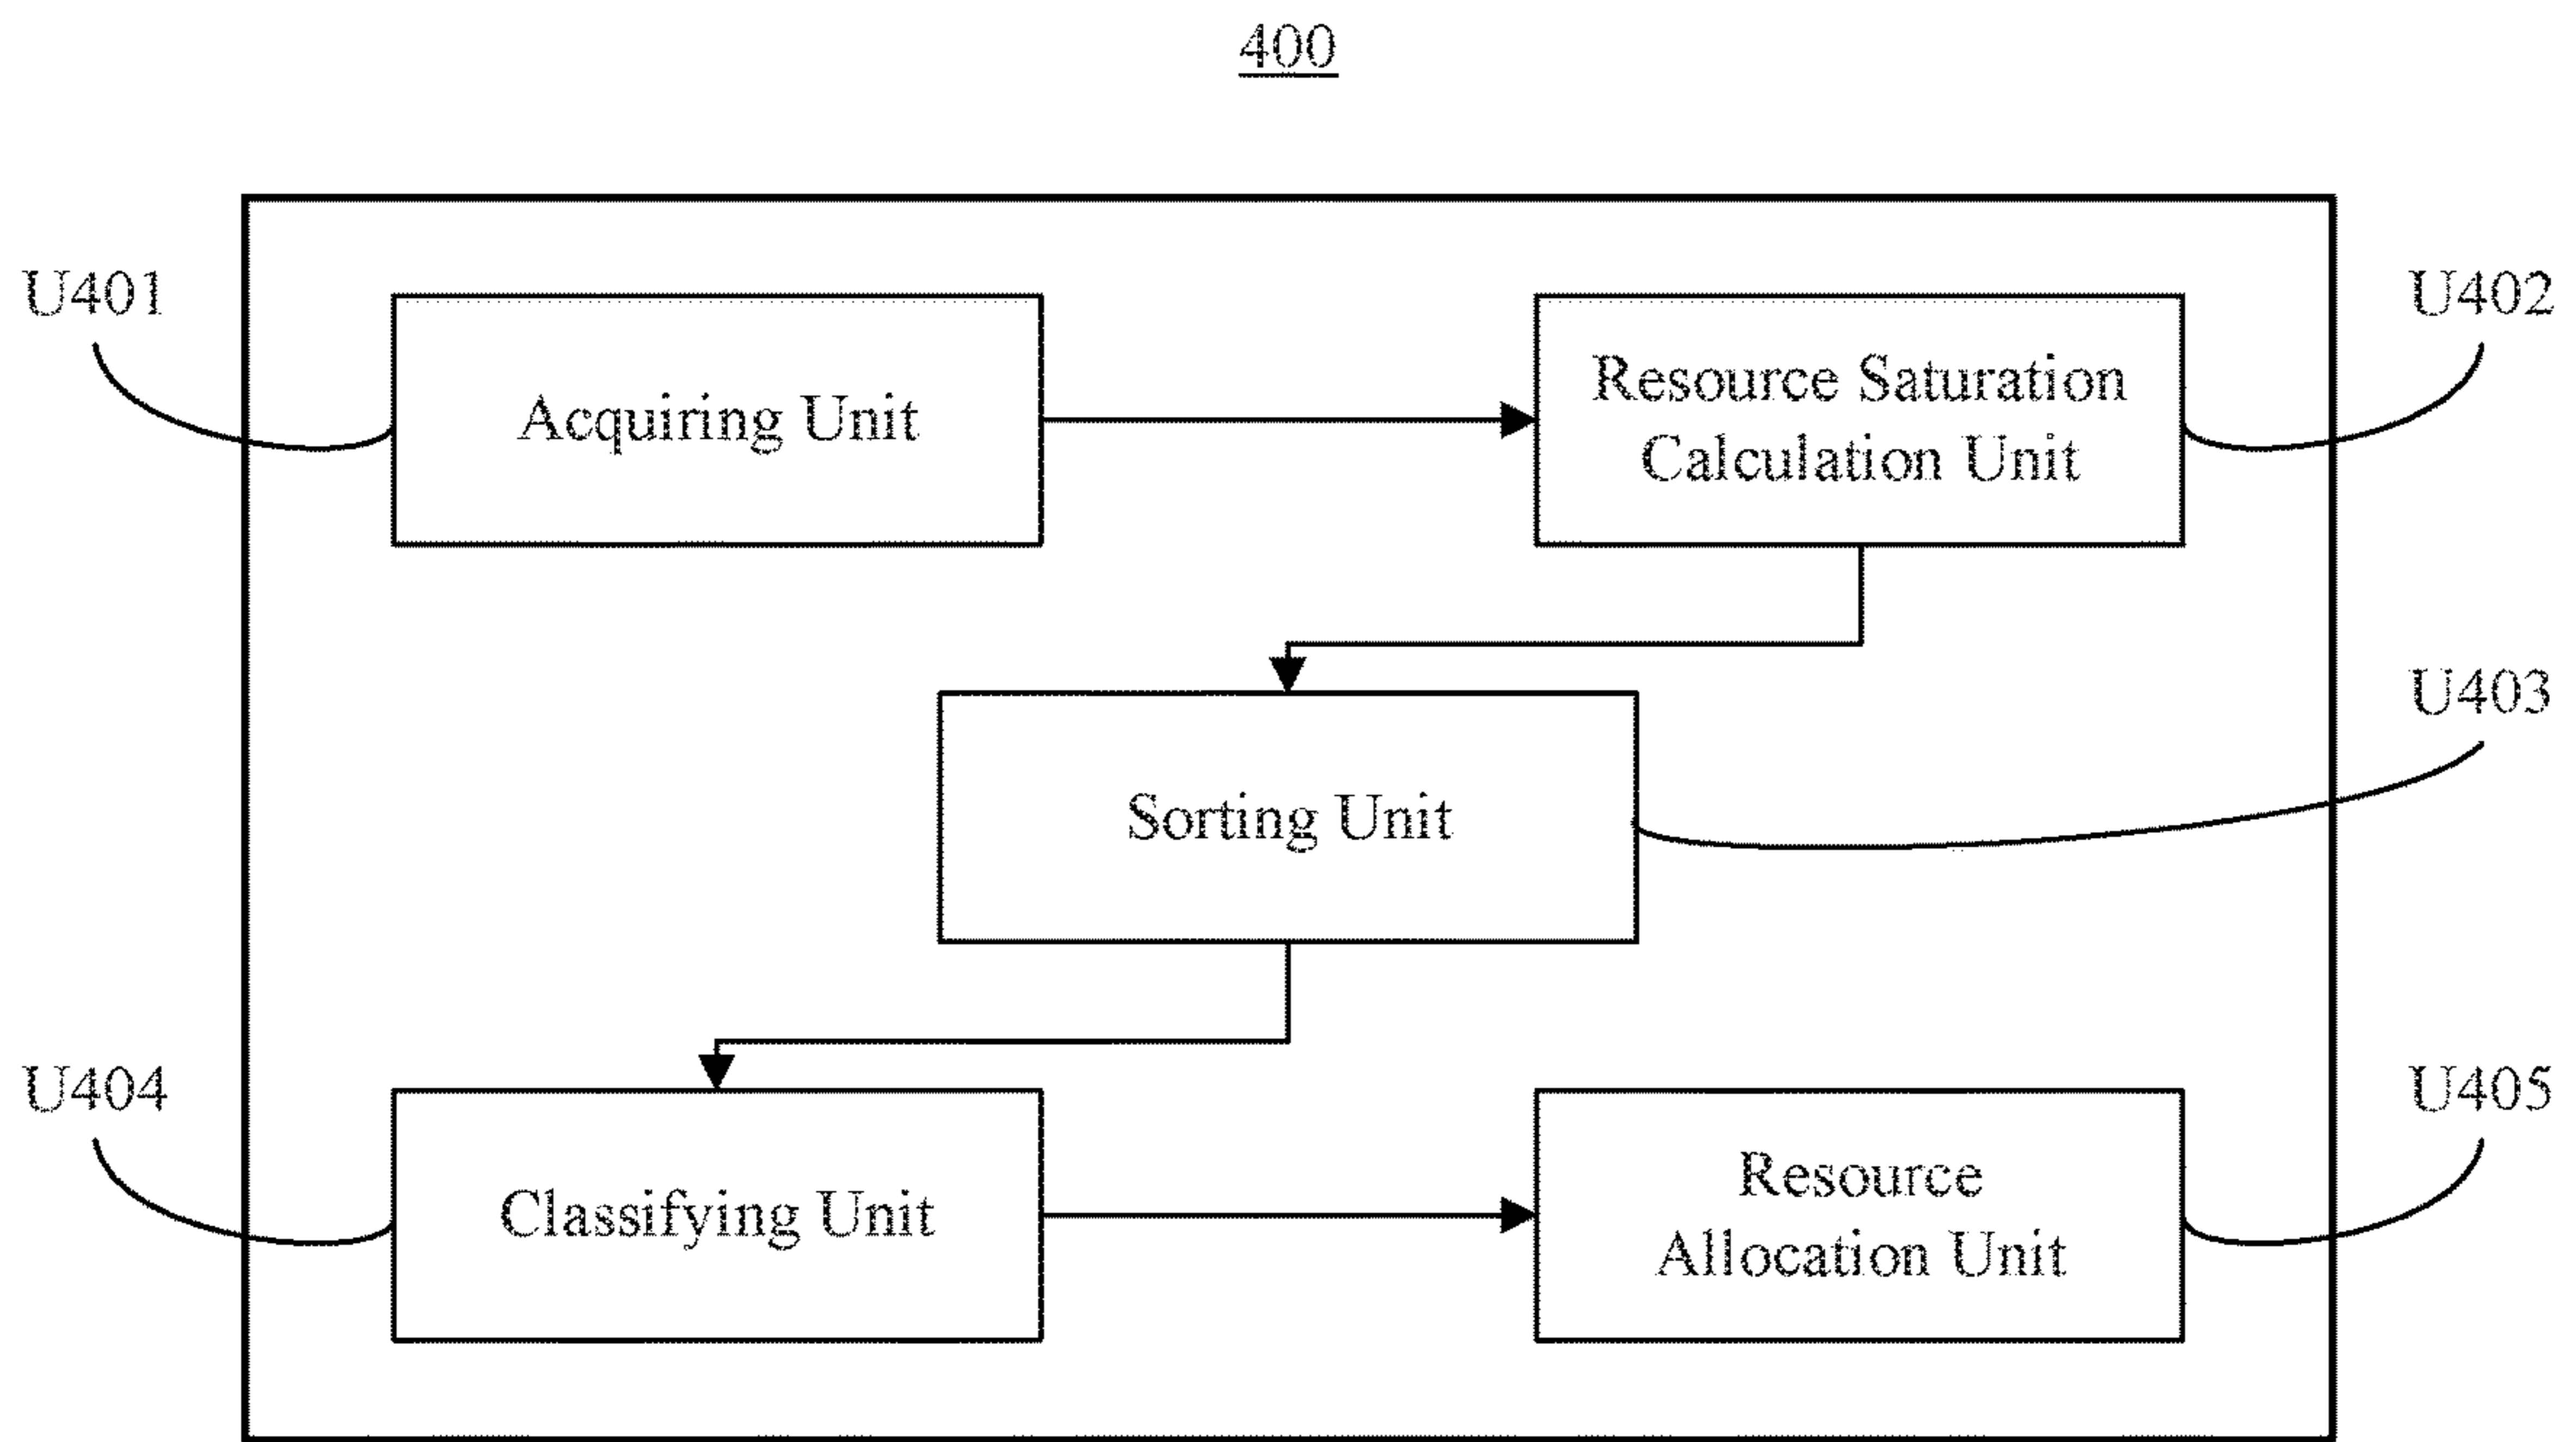 400
U401
Acquiring Unit
Resource Saturation
Calculation Unit
U402
Sorting Unit
U403
U404
Classifying Unit
Resource
Allocation Unit
U405